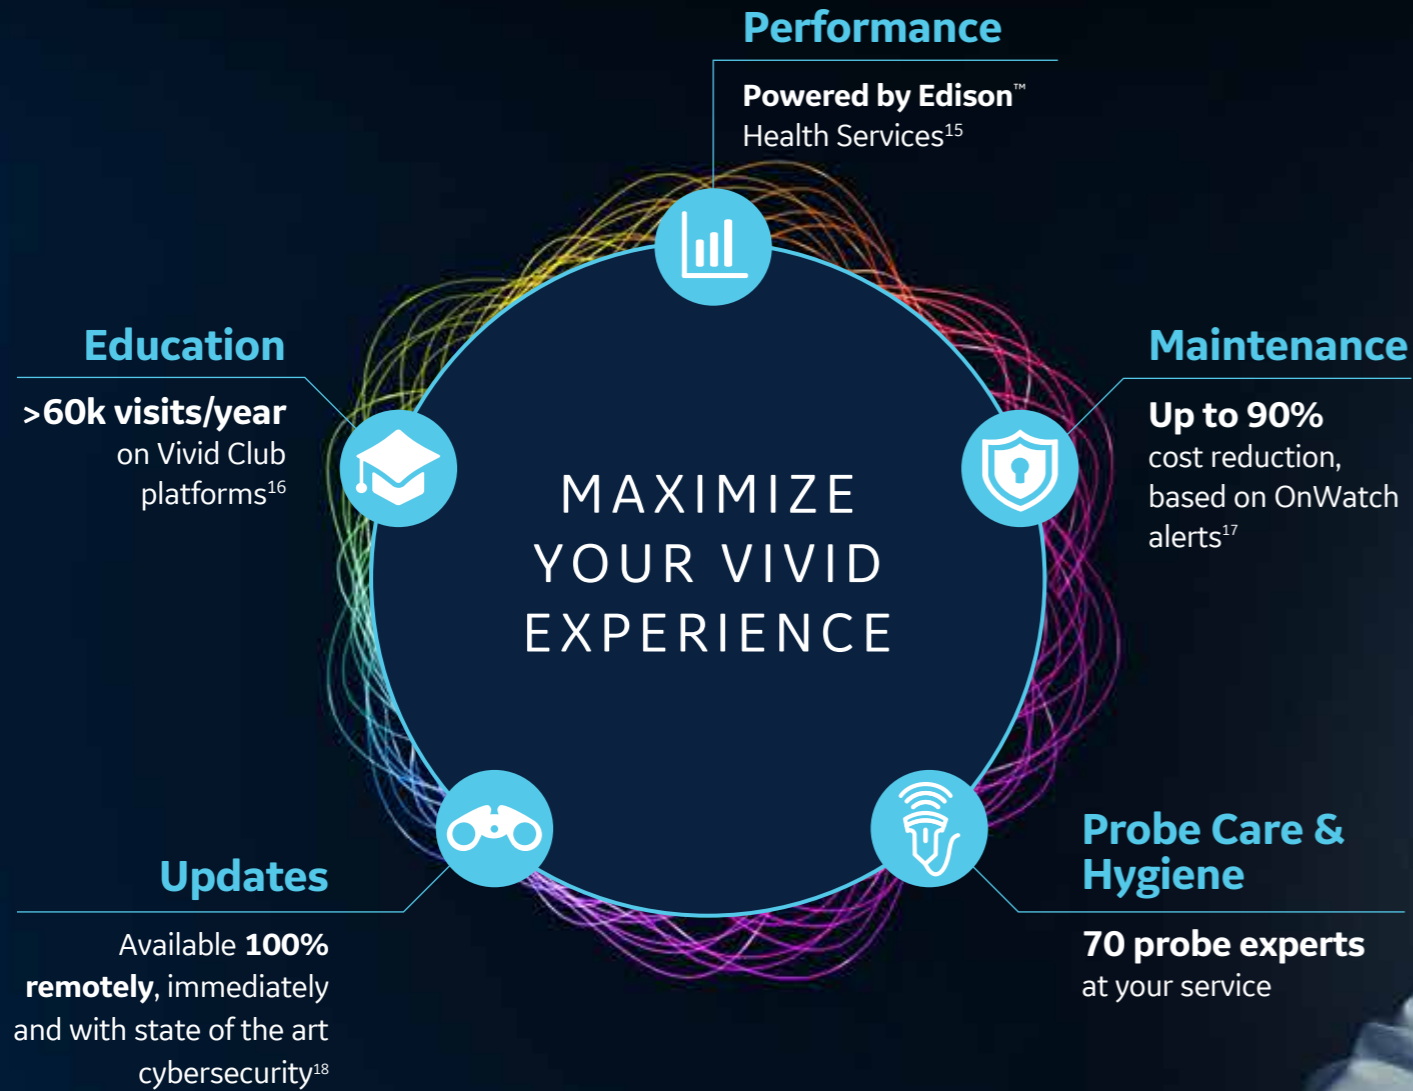 Performance
Powered by Edison™
Health Services¹⁵
Education
>60k visits/year
on Vivid Club
platforms¹⁶
Maintenance
Up to 90%
cost reduction,
based on OnWatch
alerts¹⁷
MAXIMIZE
YOUR VIVID
EXPERIENCE
Updates
Available 100%
remotely, immediately
and with state of the art
cybersecurity¹⁸
Probe Care &
Hygiene
70 probe experts
at your service